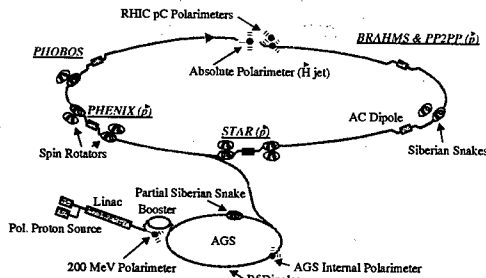 RHIC pC Polarimeters
BRAHMS & PP2PP (p)
PHOBOS
Absolute Polarimeter (H jet)
PHENIX (p)
AC Dipole
STAR (p)
Siberian Snakes
Spin Rotators
Partial Siberian Snake
Linac
Booster
Pol. Proton Source
AGS
200 MeV Polarimeter
AGS Internal Polarimeter